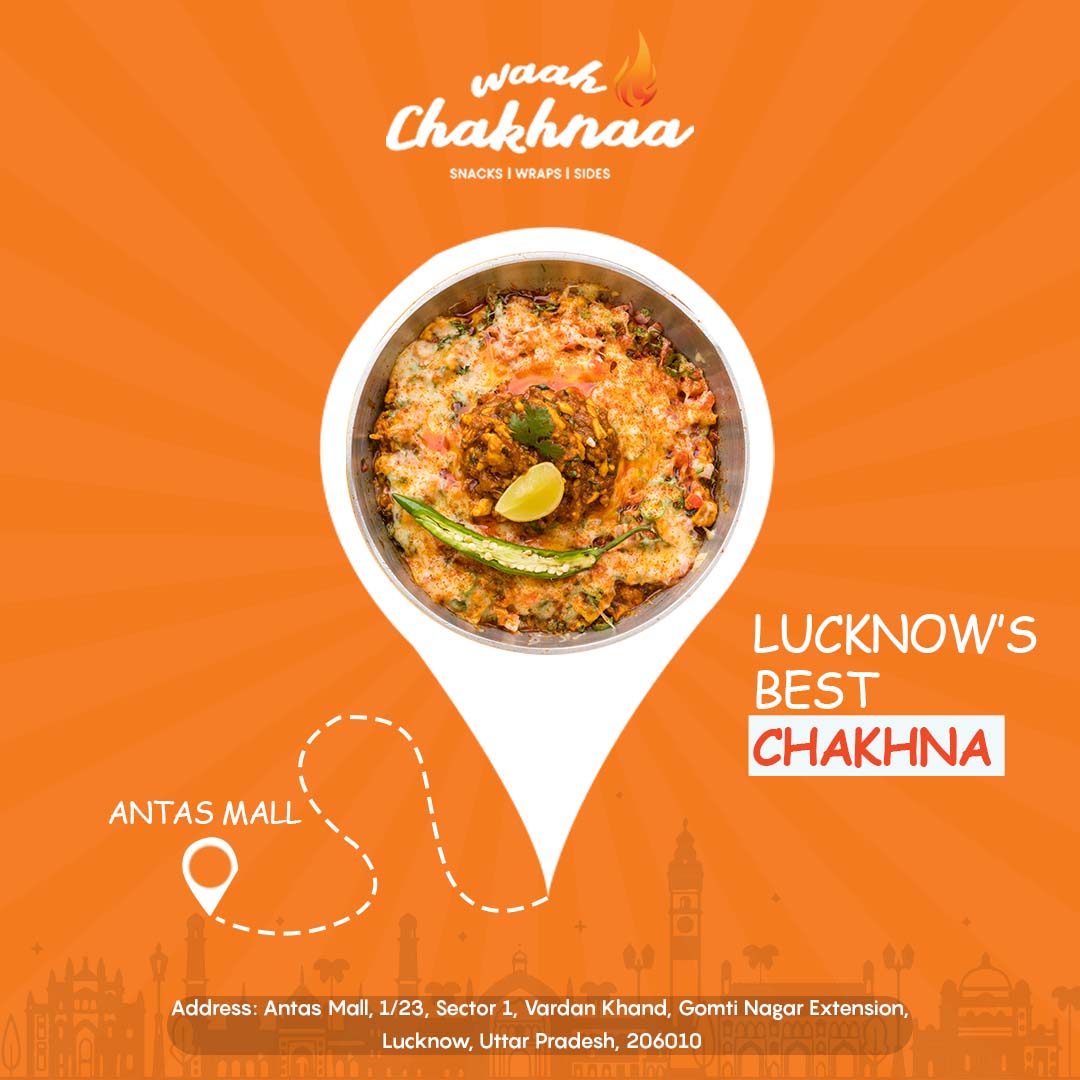 waah
Chakhnaa
SNACKS | WRAPS | SIDES
LUCKNOW'S
BEST
CHAKHNA
ANTAS MALL
Address: Antas Mall, 1/23, Sector 1, Vardan Khand, Gomti Nagar Extension,
Lucknow, Uttar Pradesh, 206010